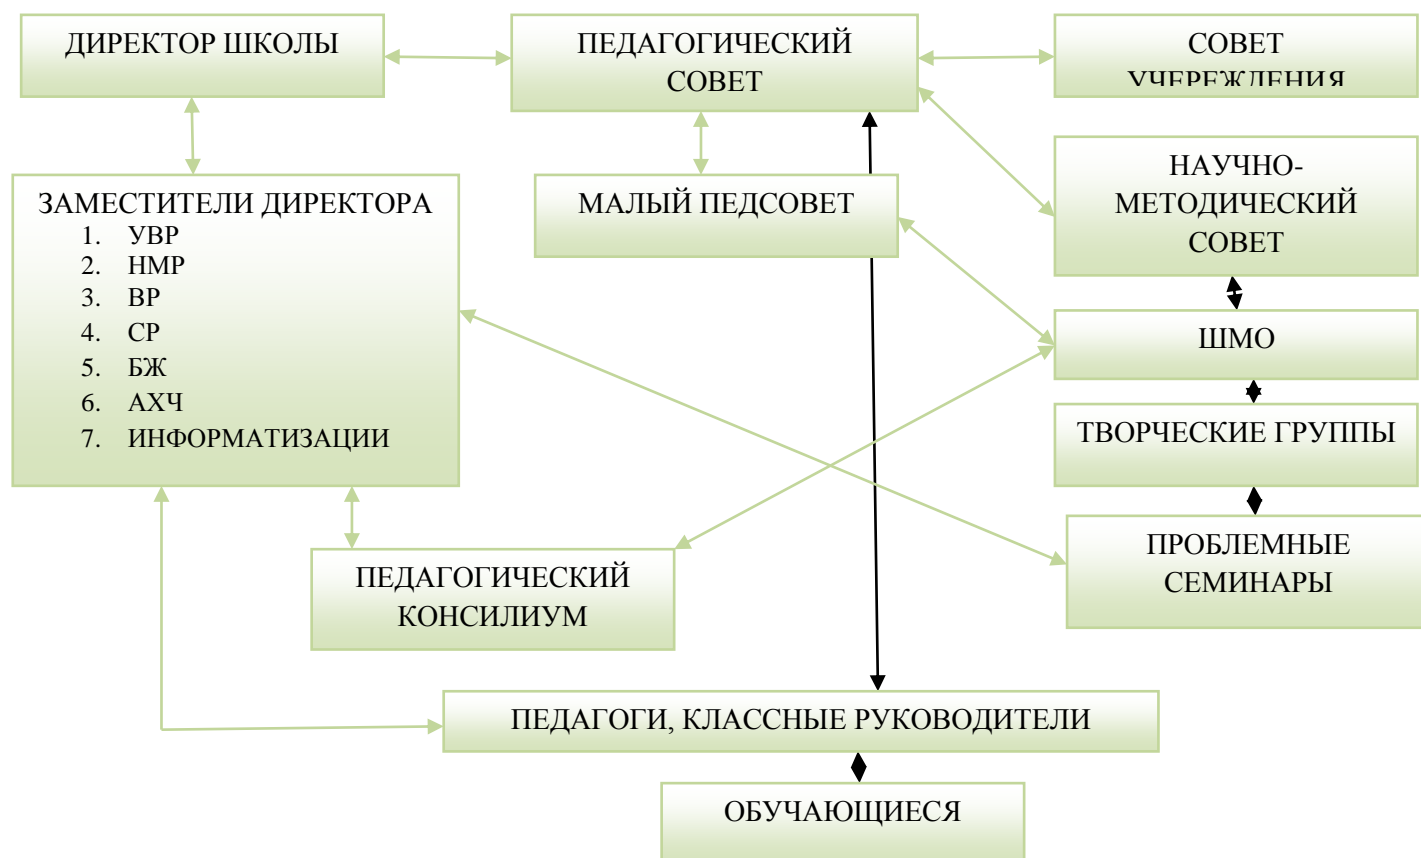 ДИРЕКТОР ШКОЛЫ
ПЕДАГОГИЧЕСКИЙ
СОВЕТ
СОВЕТ
УЧЕРЕЖДЕНИЯ
НАУЧНО-
МЕТОДИЧЕСКИЙ
СОВЕТ
ЗАМЕСТИТЕЛИ ДИРЕКТОРА
1. УВР
2. НМР
3. ВР
4. СР
5. БЖ
6. АХЧ
7. ИНФОРМАТИЗАЦИИ
МАЛЫЙ ПЕДСОВЕТ
ШМО
ТВОРЧЕСКИЕ ГРУППЫ
ПРОБЛЕМНЫЕ
СЕМИНАРЫ
ПЕДАГОГИЧЕСКИЙ
КОНСИЛИУМ
ПЕДАГОГИ, КЛАССНЫЕ РУКОВОДИТЕЛИ
ОБУЧАЮЩИЕСЯ